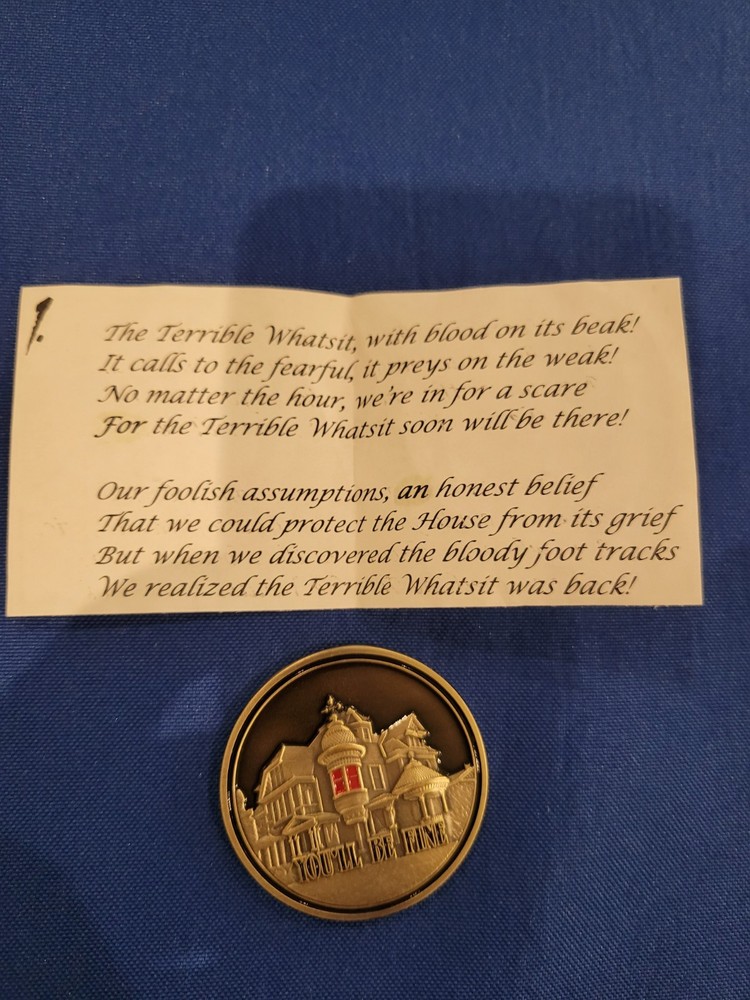 1.
The Terrible Whatsit, with blood on its beak!
It calls to the fearful, it preys on the weak!
No matter the hour, we're in for a scare
For the Terrible Whatsit soon will be there!
Our foolish assumptions, an honest belief
That we could protect the House from its grief
But when we discovered the bloody foot tracks
We realized the Terrible Whatsit was back!
YOU'LL BE FINE